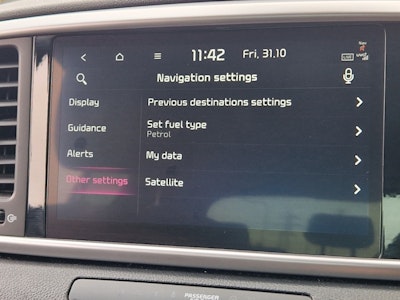 11:42 Fri, 31.10
Navigation settings
Display
Previous destinations settings
Guidance
Set fuel type
Petrol
Alerts
My data
Other settings
Satellite
PASSENGER